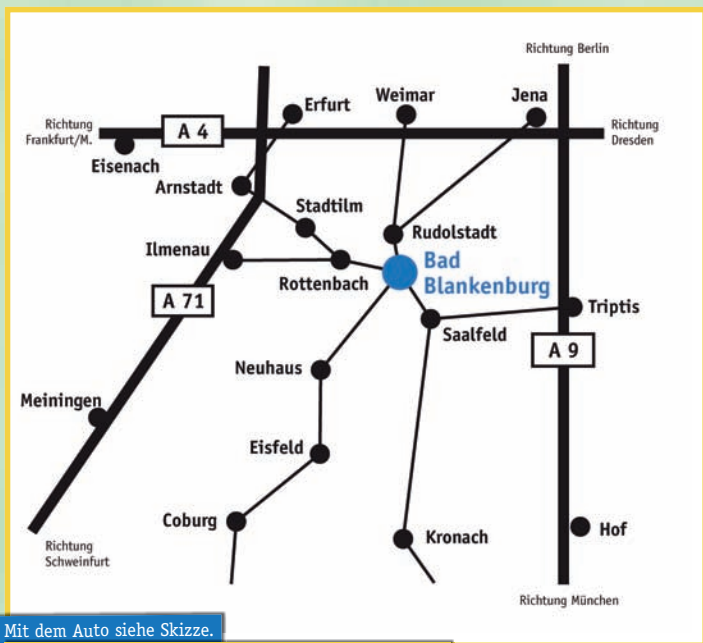 Richtung Berlin
Erfurt
Weimar
Jena
Richtung
Frankfurt/M.
A 4
Richtung
Dresden
Eisenach
Arnstadt
Stadtilm
Rudolstadt
Ilmenau
Rottenbach
Bad
Blankenburg
A 71
Triptis
Saalfeld
A 9
Neuhaus
Meiningen
Eisfeld
Coburg
Kronach
Hof
Richtung
Schweinfurt
Richtung München
Mit dem Auto siehe Skizze.